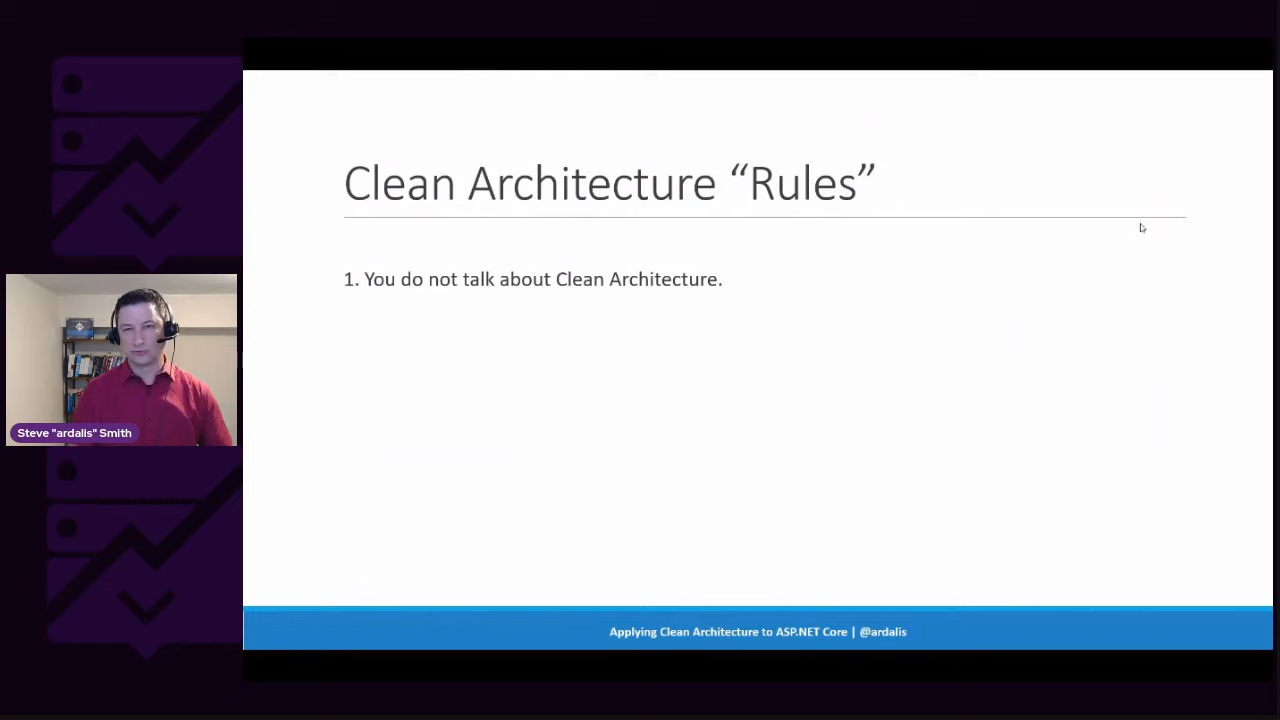 Clean Architecture “Rules”
1. You do not talk about Clean Architecture.
Steve "ardalis" Smith
Applying Clean Architecture to ASP.NET Core | @ardalis